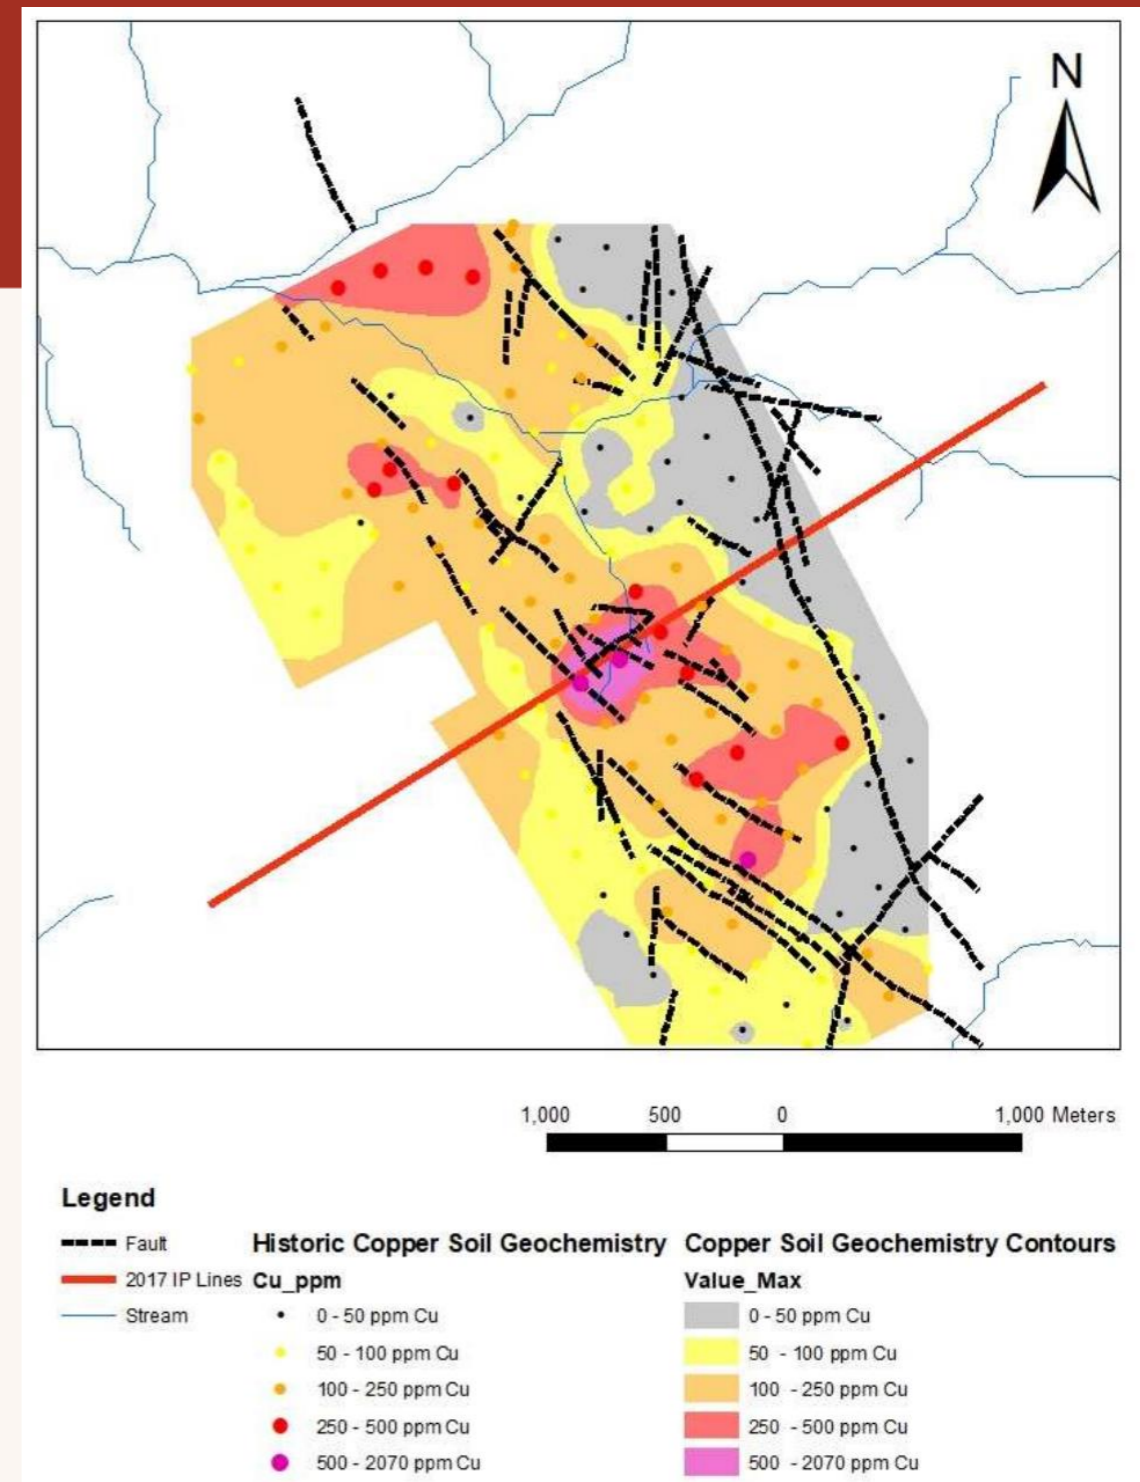 N
1,000 500 0 1,000 Meters
Legend
Fault
2017 IP Lines
Stream
Historic Copper Soil Geochemistry
Cu_ppm
0 - 50 ppm Cu
50 - 100 ppm Cu
100 - 250 ppm Cu
250 - 500 ppm Cu
500 - 2070 ppm Cu
Copper Soil Geochemistry Contours
Value_Max
0 - 50 ppm Cu
50 - 100 ppm Cu
100 - 250 ppm Cu
250 - 500 ppm Cu
500 - 2070 ppm Cu